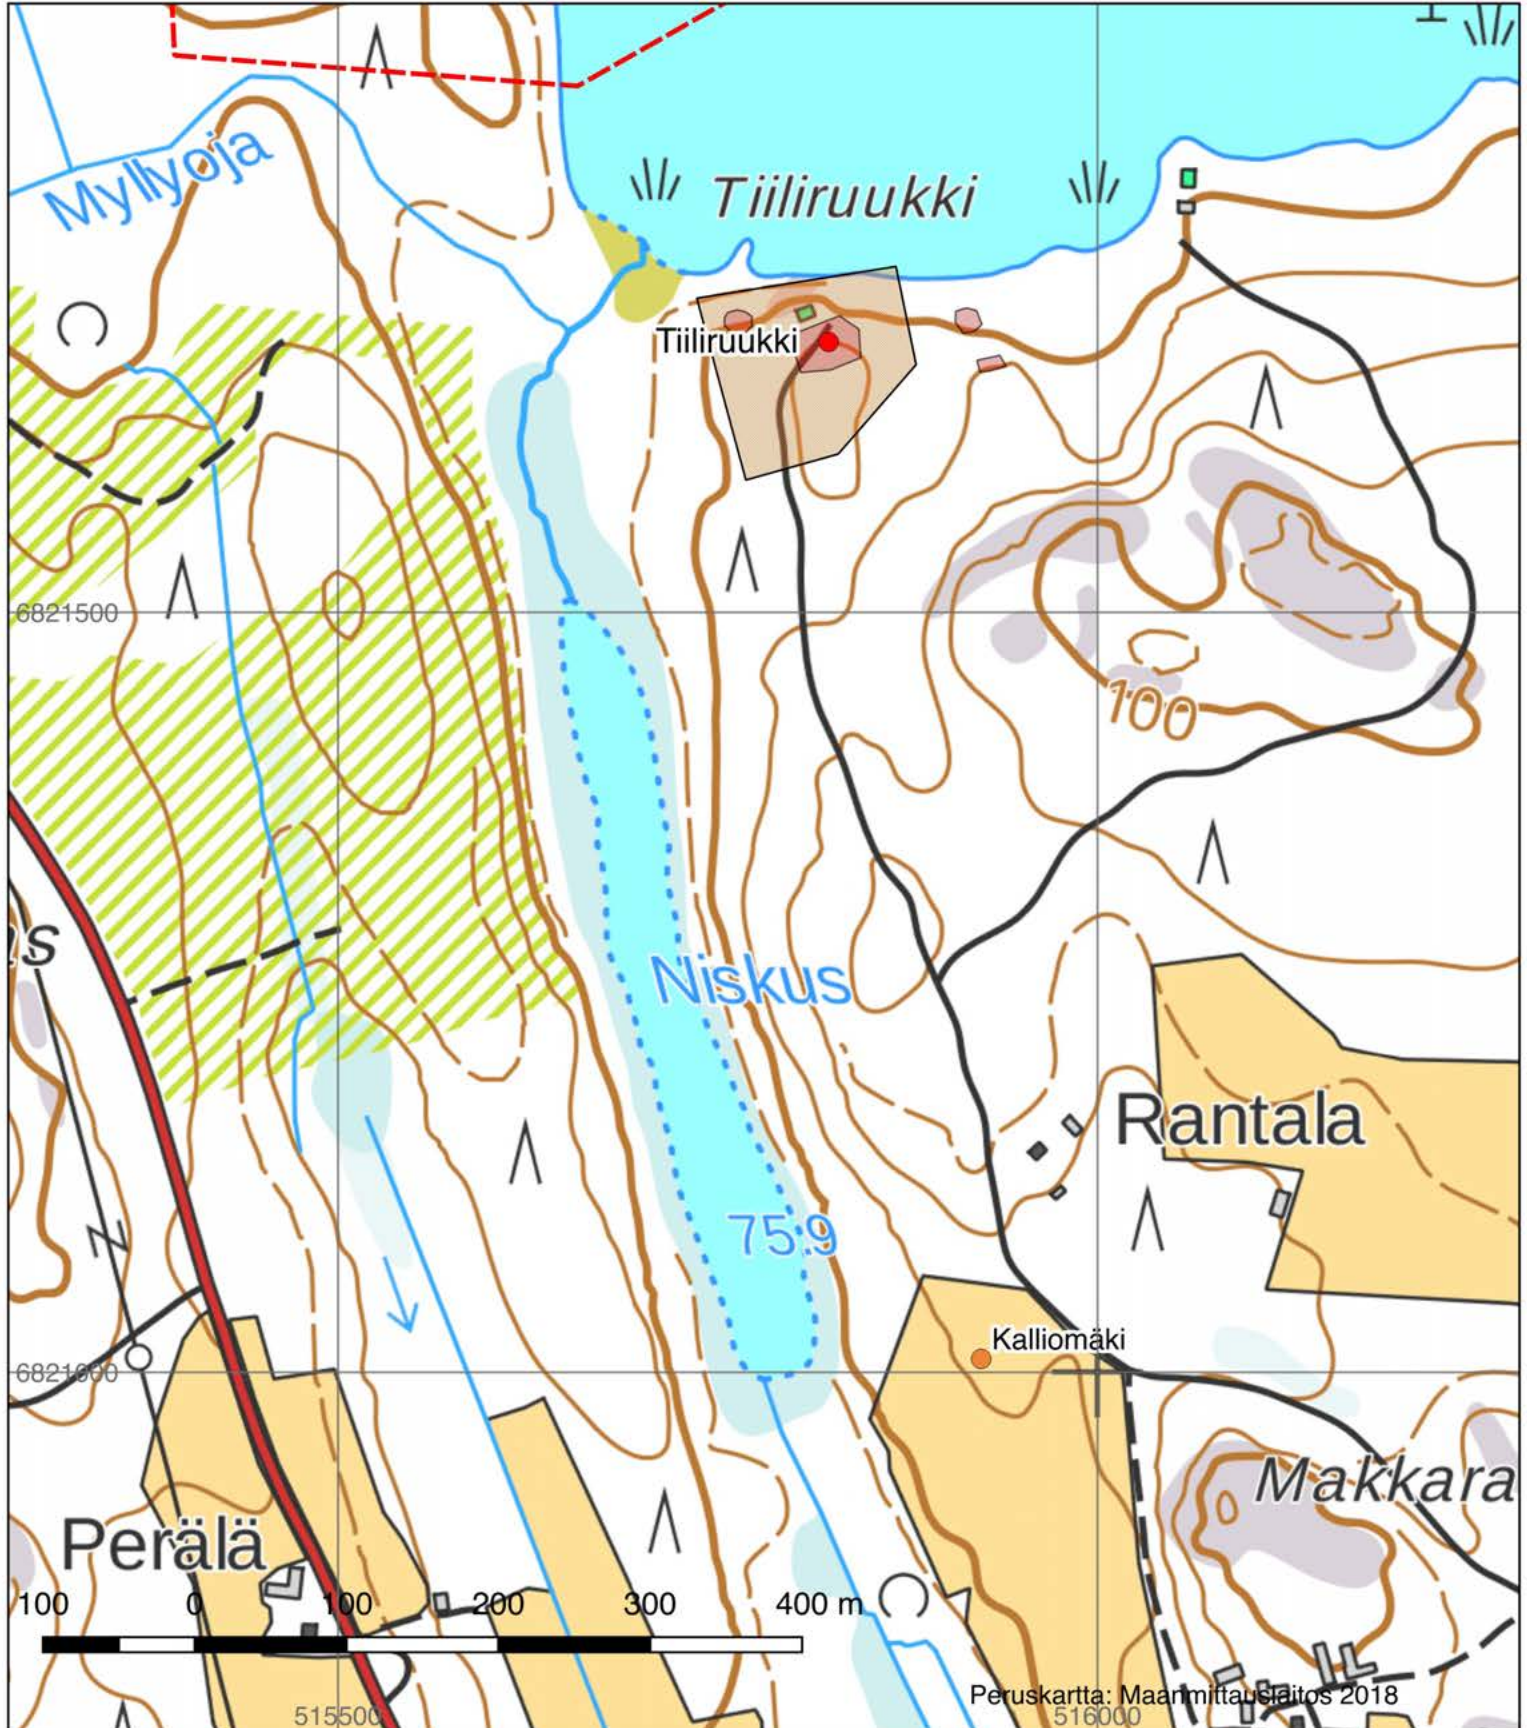 Myllyoja
Tiiliruukki
Tiiliruukki
6821500
100
Niskus
Rantala
75.9
Kalliomäki
6821000
Makkara
Perälä
100 0 100 200 300 400 m
Peruskartta: Maanmittauslaitos 2018
515500 516000